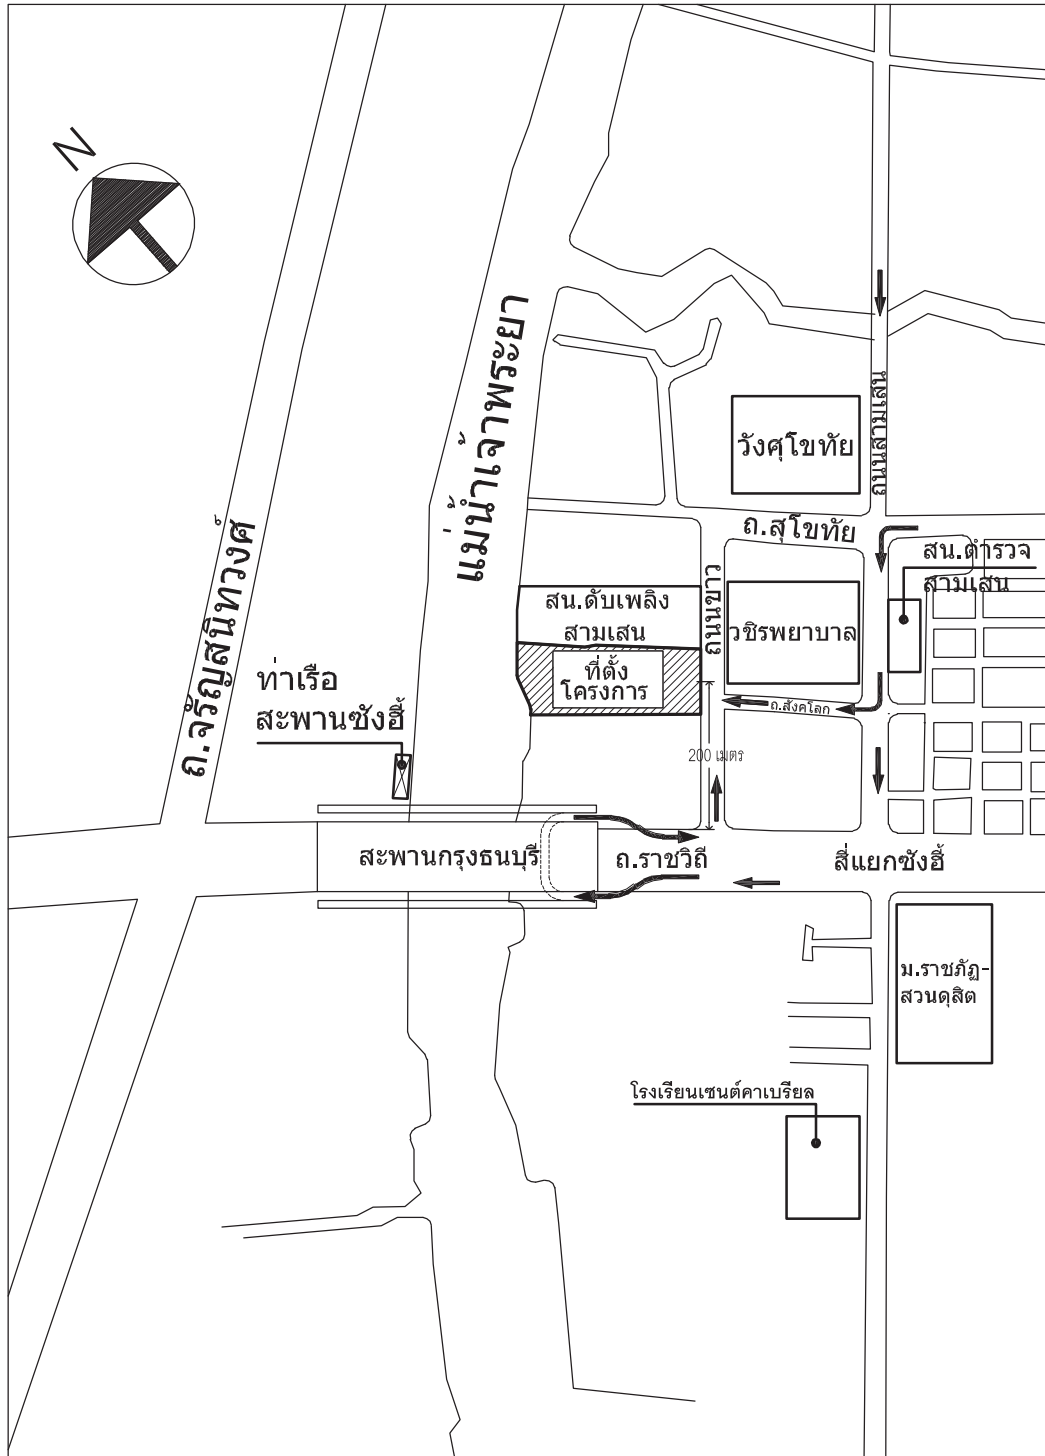 N
แม่น้ำเจ้าพระยา
ถนนสามเสน
วังศุโขทัย
ถ.จรัญสนิทวงศ์
ถ.สุโขทัย
สน.ตำรวจ
สามเสน
สน.ดับเพลิง
สามเสน
ถนนขาว
วชิรพยาบาล
ที่ตั้ง
โครงการ
ท่าเรือ
สะพานซังฮี้
ถ.สังคโลก
200 เมตร
สะพานกรุงธนบุรี
ถ.ราชวิถี
สี่แยกซังฮี้
ม.ราชภัฏ-
สวนดุสิต
โรงเรียนเซนต์คาเบรียล